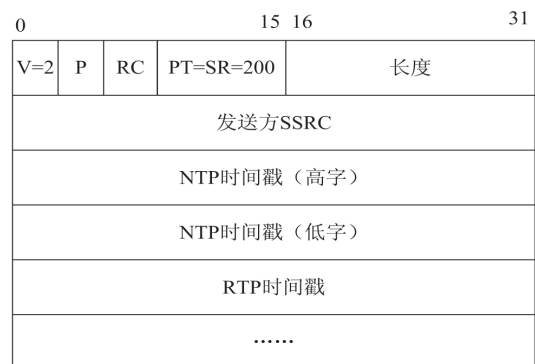 0 15 16 31
V=2 P RC PT=SR=200 长度
发送方SSRC
NTP时间戳（高字）
NTP时间戳（低字）
RTP时间戳
……